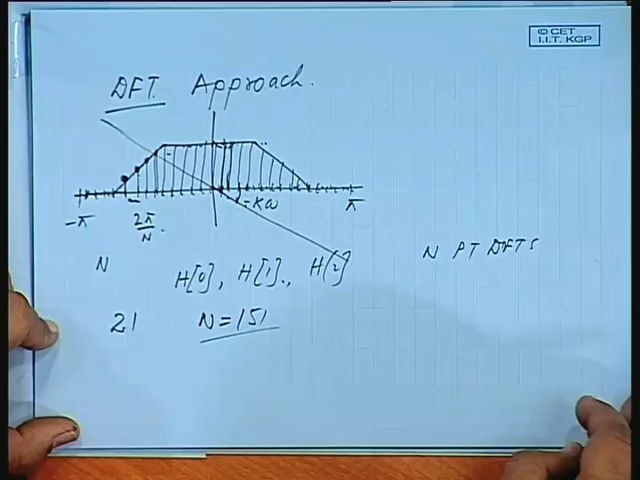 © CET
I.I.T. KGP
DFT Approach.
-Kω
-π 2π/N π
N H[0], H[1], H[2] N PT DFTS
21 N=151